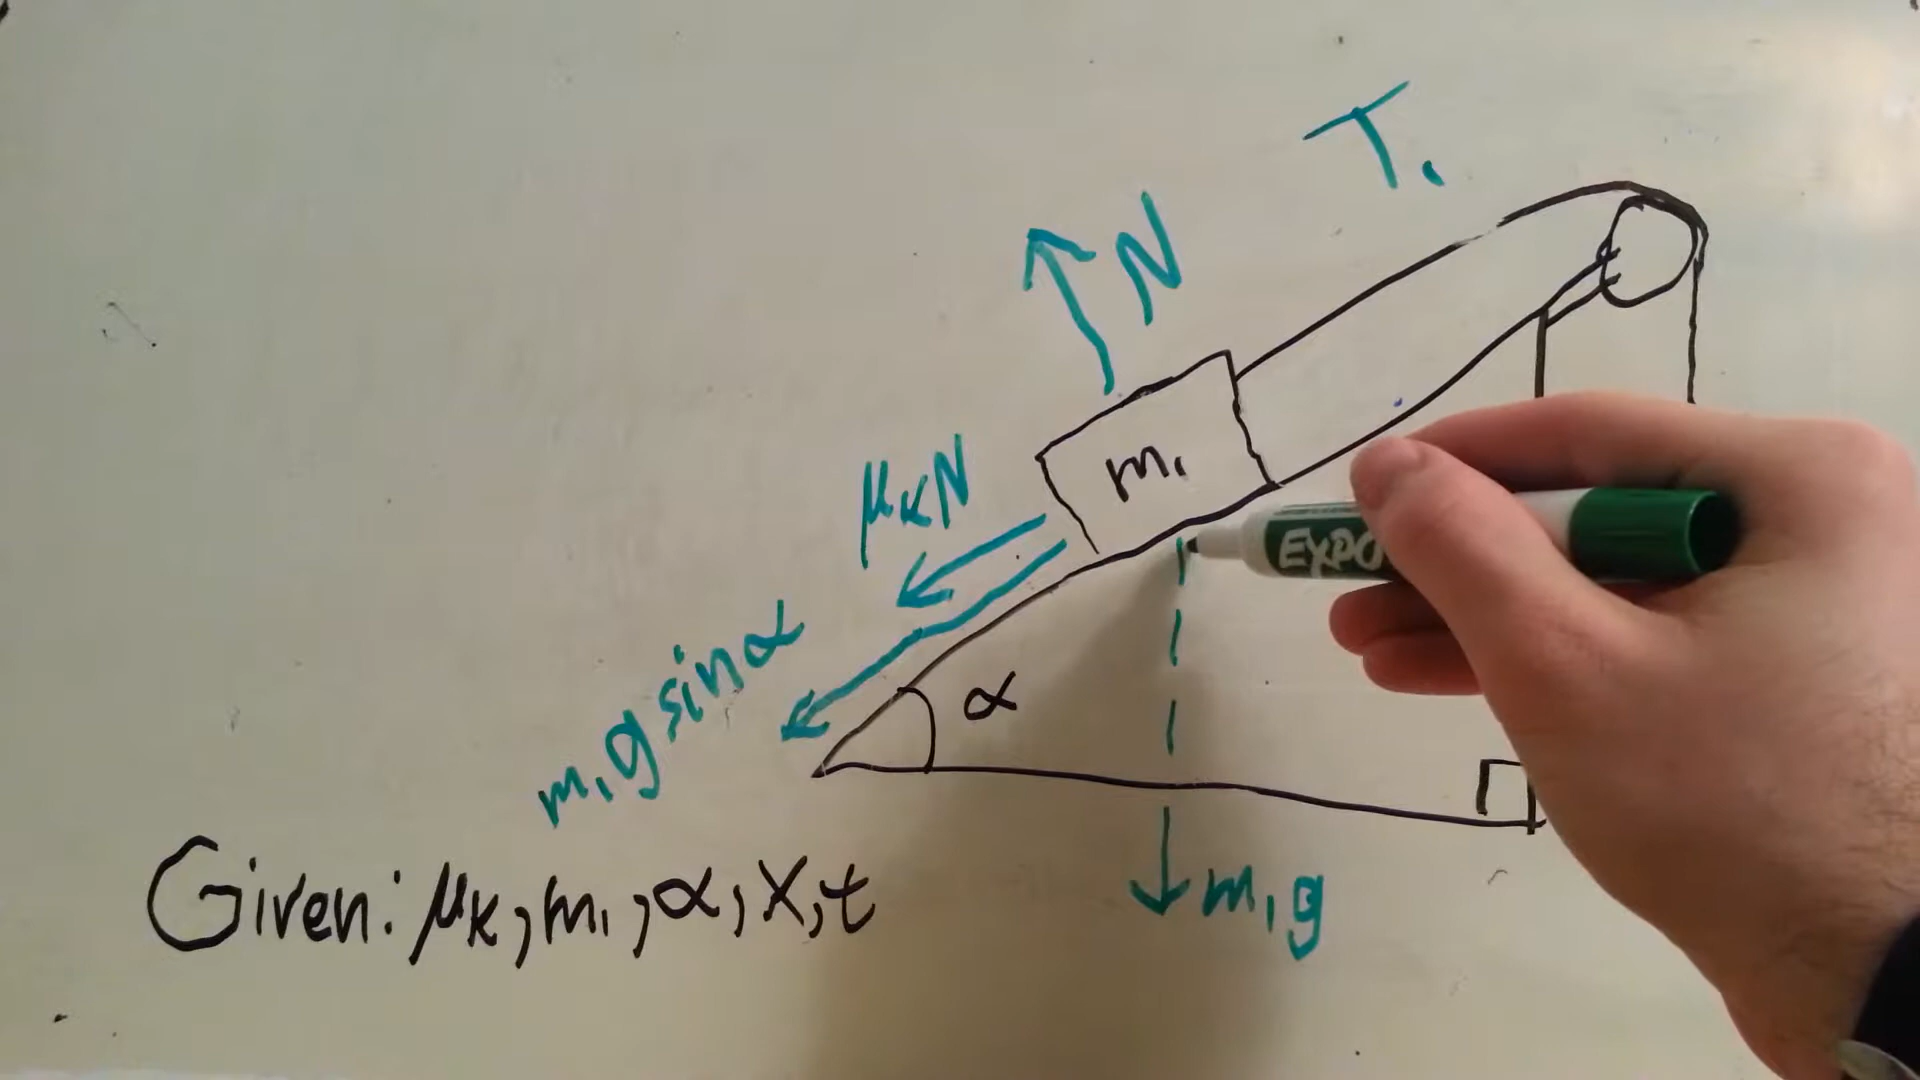 T₁
N
m₁
μₖN
EXPO
α
m₁g sinα
m₁g
Given: μₖ, m₁, α, x, t